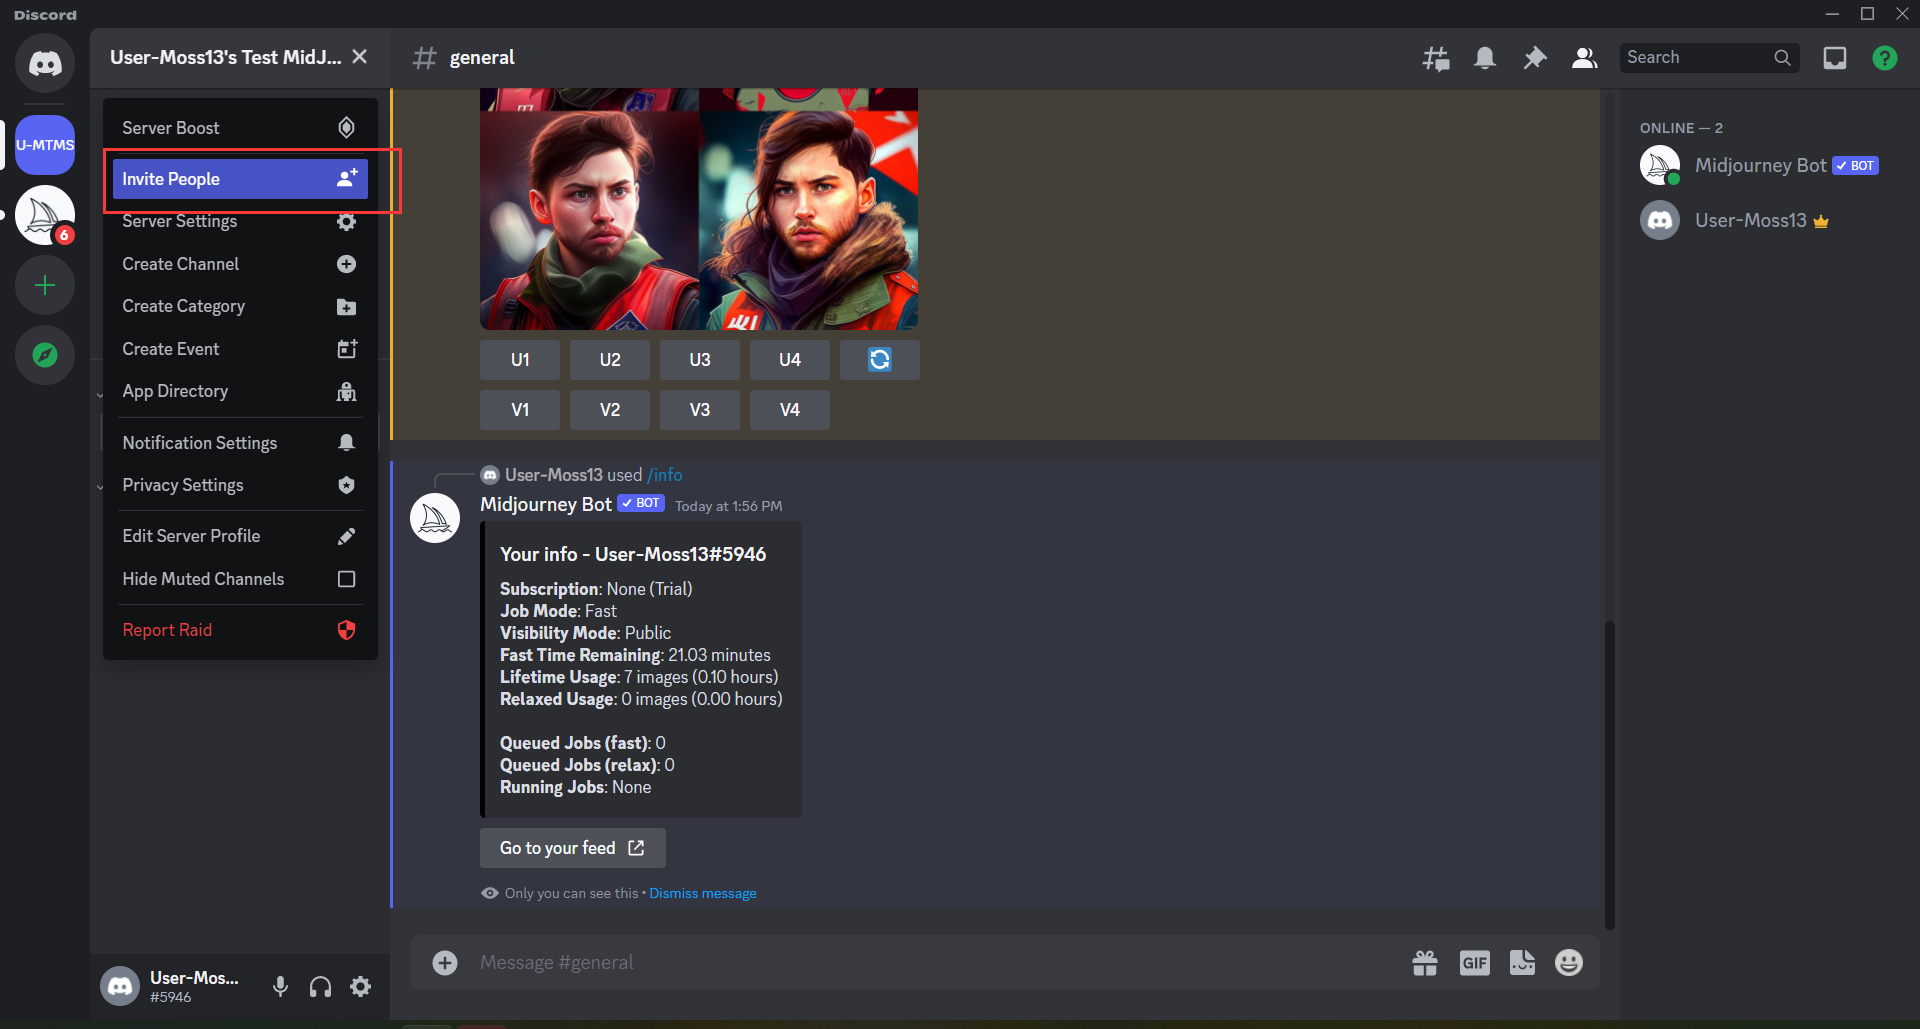 Discord
User-Moss13's Test MidJ...
general
Search
U-MTMS
6
Server Boost
Invite People
Server Settings
Create Channel
Create Category
Create Event
App Directory
Notification Settings
Privacy Settings
Edit Server Profile
Hide Muted Channels
Report Raid
User-Mos...
#5946
U1 U2 U3 U4
V1 V2 V3 V4
User-Moss13 used /info
Midjourney Bot ✓ BOT Today at 1:56 PM
Your info - User-Moss13#5946
Subscription: None (Trial)
Job Mode: Fast
Visibility Mode: Public
Fast Time Remaining: 21.03 minutes
Lifetime Usage: 7 images (0.10 hours)
Relaxed Usage: 0 images (0.00 hours)
Queued Jobs (fast): 0
Queued Jobs (relax): 0
Running Jobs: None
Go to your feed
Only you can see this • Dismiss message
Message #general
GIF
ONLINE — 2
Midjourney Bot ✓ BOT
User-Moss13